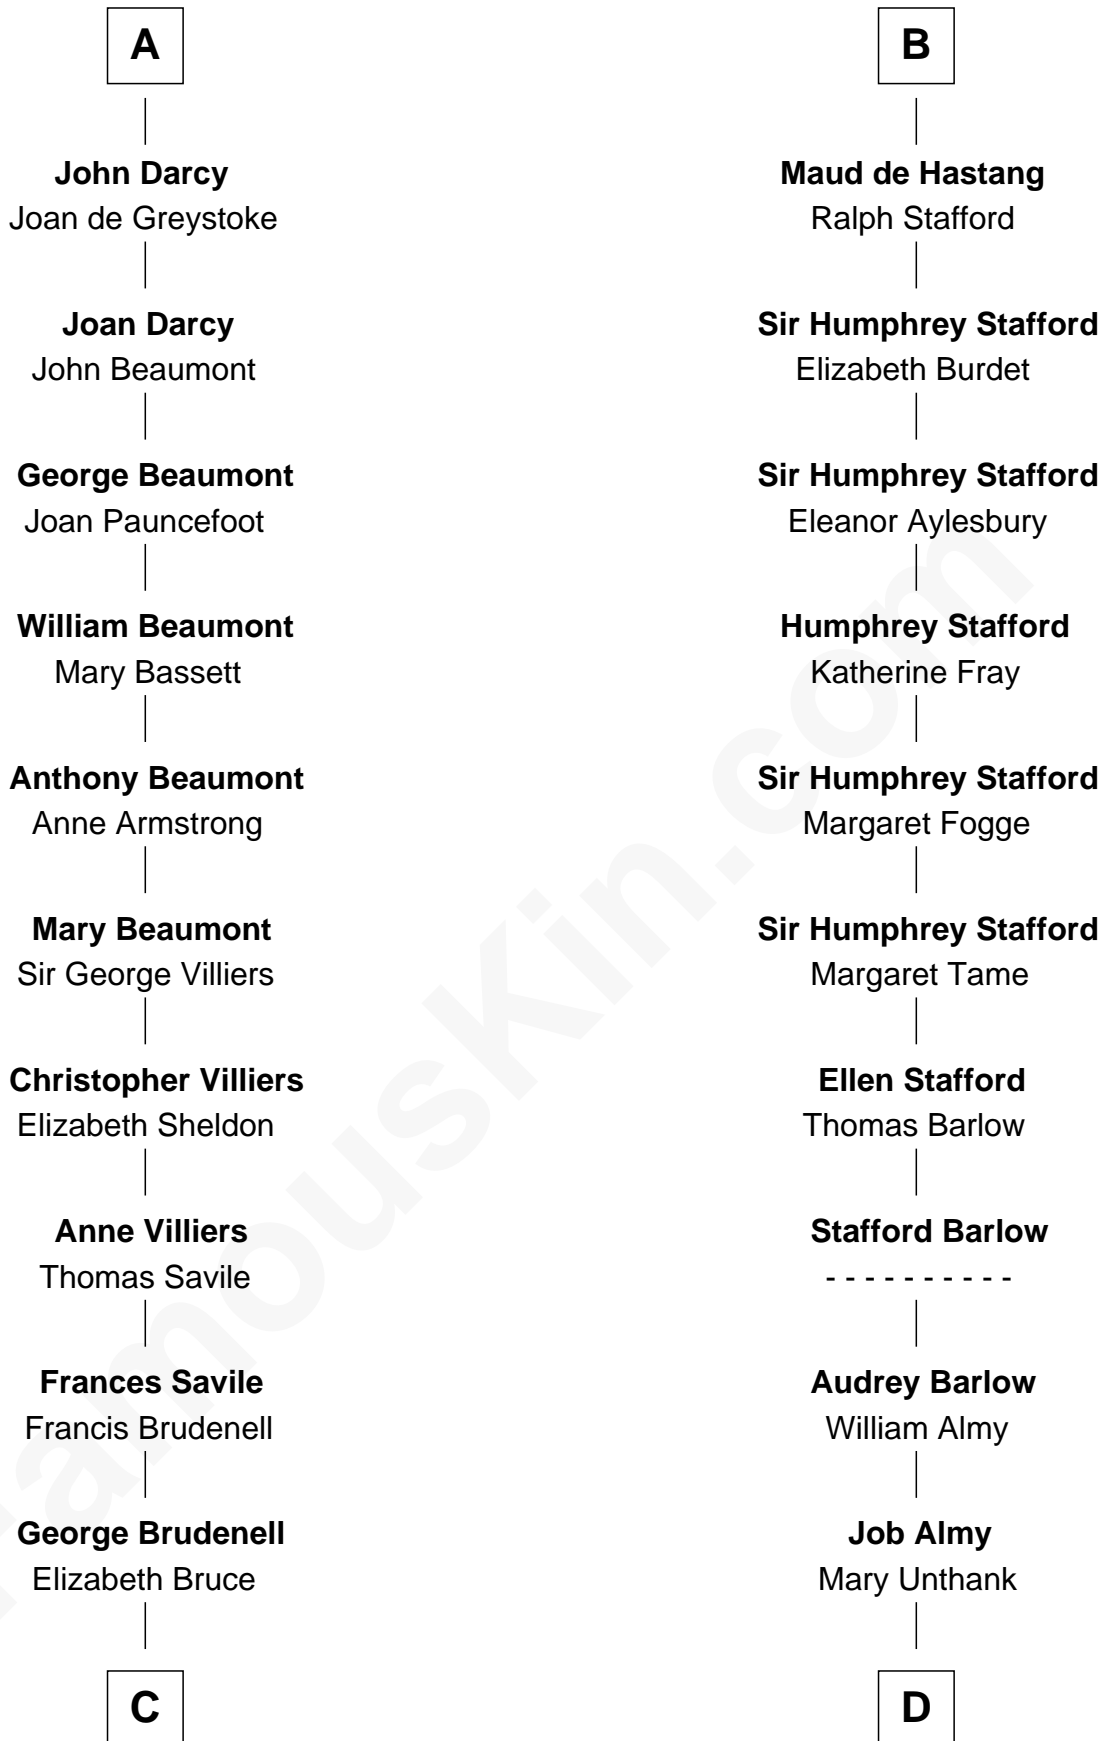 A
John Darcy
Joan de Greystoke
Joan Darcy
John Beaumont
George Beaumont
Joan Pauncefoot
William Beaumont
Mary Bassett
Anthony Beaumont
Anne Armstrong
Mary Beaumont
Sir George Villiers
Christopher Villiers
Elizabeth Sheldon
Anne Villiers
Thomas Savile
Frances Savile
Francis Brudenell
George Brudenell
Elizabeth Bruce
C
B
Maud de Hastang
Ralph Stafford
Sir Humphrey Stafford
Elizabeth Burdet
Sir Humphrey Stafford
Eleanor Aylesbury
Humphrey Stafford
Katherine Fray
Sir Humphrey Stafford
Margaret Fogge
Sir Humphrey Stafford
Margaret Tame
Ellen Stafford
Thomas Barlow
Stafford Barlow
- - - - - - - - - -
Audrey Barlow
William Almy
Job Almy
Mary Unthank
D
FamousKin.com